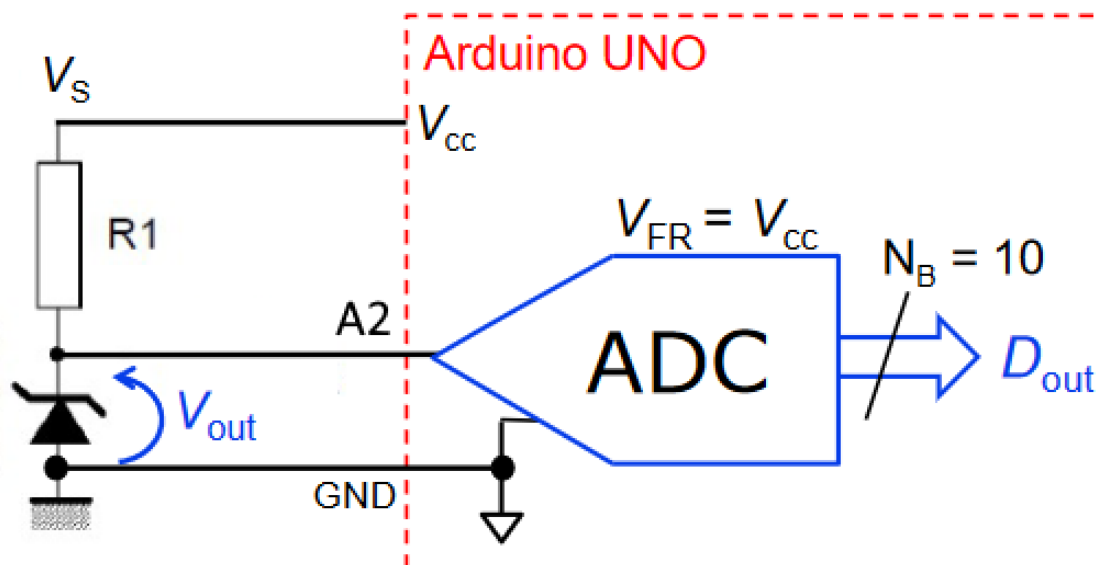 Arduino UNO
VS
Vcc
R1
VFR = Vcc
NB = 10
A2
ADC
Dout
Vout
GND